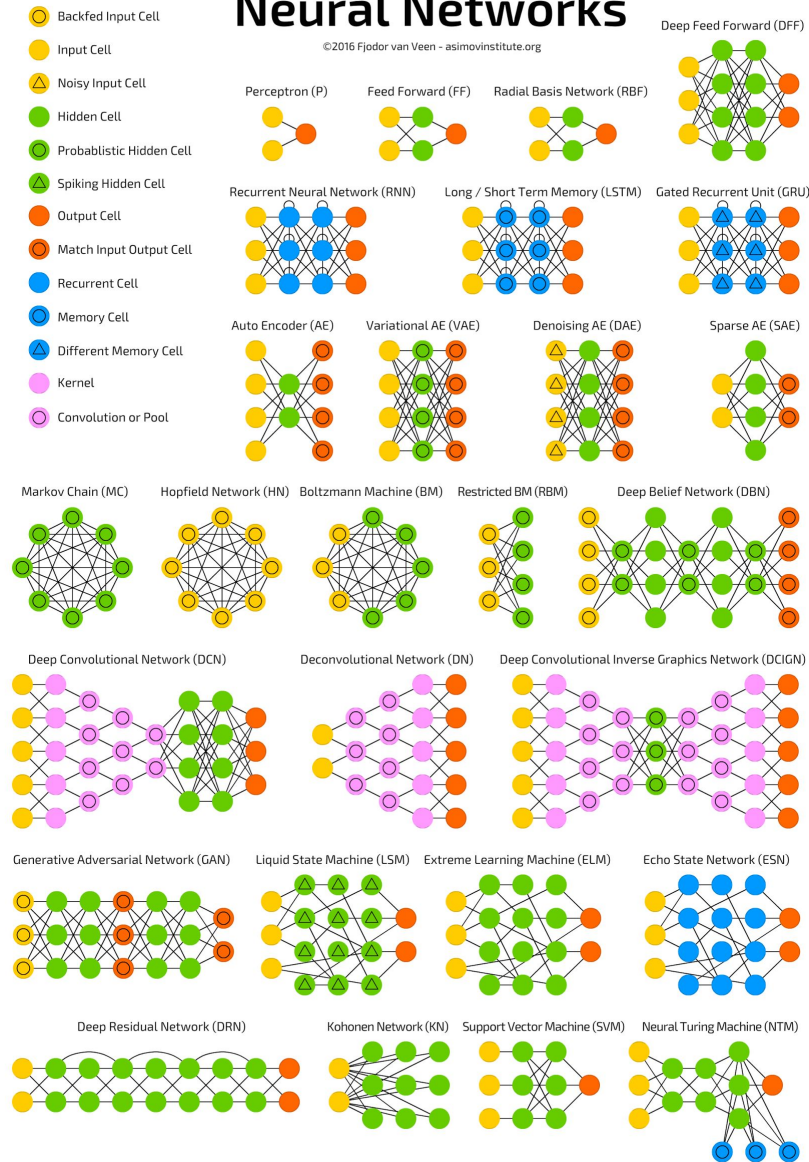 Neural Networks
©2016 Fjodor van Veen - asimovinstitute.org
Backfed Input Cell
Input Cell
Noisy Input Cell
Hidden Cell
Probablistic Hidden Cell
Spiking Hidden Cell
Output Cell
Match Input Output Cell
Recurrent Cell
Memory Cell
Different Memory Cell
Kernel
Convolution or Pool
Deep Feed Forward (DFF)
Perceptron (P)
Feed Forward (FF)
Radial Basis Network (RBF)
Recurrent Neural Network (RNN)
Long / Short Term Memory (LSTM)
Gated Recurrent Unit (GRU)
Auto Encoder (AE)
Variational AE (VAE)
Denoising AE (DAE)
Sparse AE (SAE)
Markov Chain (MC)
Hopfield Network (HN)
Boltzmann Machine (BM)
Restricted BM (RBM)
Deep Belief Network (DBN)
Deep Convolutional Network (DCN)
Deconvolutional Network (DN)
Deep Convolutional Inverse Graphics Network (DCIGN)
Generative Adversarial Network (GAN)
Liquid State Machine (LSM)
Extreme Learning Machine (ELM)
Echo State Network (ESN)
Deep Residual Network (DRN)
Kohonen Network (KN)
Support Vector Machine (SVM)
Neural Turing Machine (NTM)